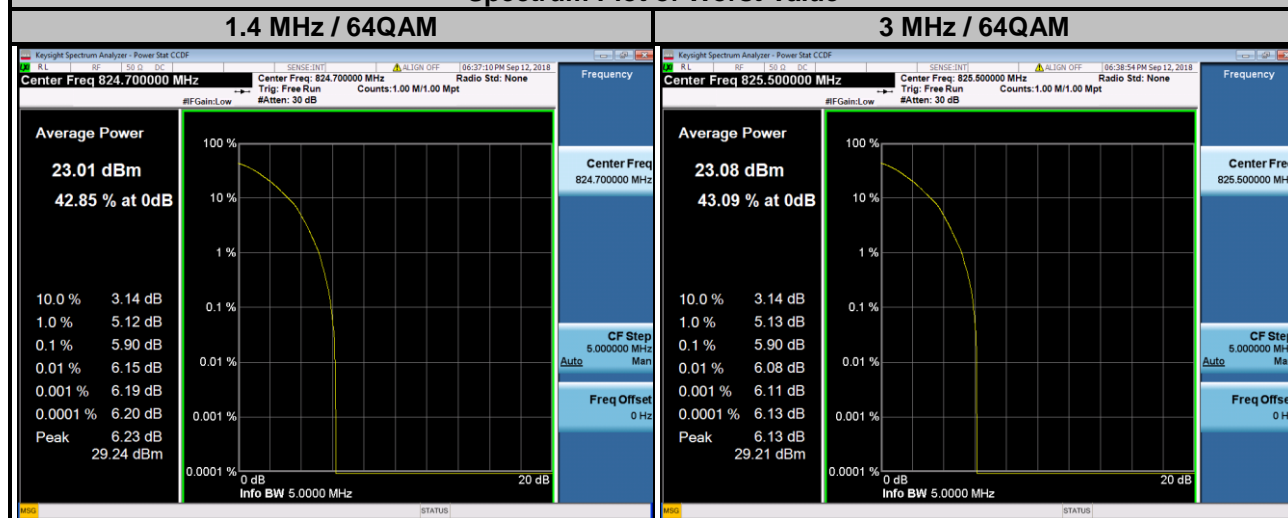 1.4 MHz / 64QAM
3 MHz / 64QAM
Keysight Spectrum Analyzer - Power Stat CCDF
RL RF 50 Ω DC SENSE:INT ALIGN OFF 06:37:10 PM Sep 12, 2018
Center Freq 824.700000 MHz
Center Freq: 824.700000 MHz Radio Std: None
Trig: Free Run Counts:1.00 M/1.00 Mpt
#IFGain:Low #Atten: 30 dB
Frequency
Average Power
23.01 dBm
42.85 % at 0dB
10.0 % 3.14 dB
1.0 % 5.12 dB
0.1 % 5.90 dB
0.01 % 6.15 dB
0.001 % 6.19 dB
0.0001 % 6.20 dB
Peak 6.23 dB
29.24 dBm
100 %
10 %
1 %
0.1 %
0.01 %
0.001 %
0.0001 %
0 dB 20 dB
Info BW 5.0000 MHz
Center Freq
824.700000 MHz
CF Step
5.000000 MHz
Auto Man
Freq Offset
0 Hz
MSG STATUS
Keysight Spectrum Analyzer - Power Stat CCDF
RL RF 50 Ω DC SENSE:INT ALIGN OFF 06:38:54 PM Sep 12, 2018
Center Freq 825.500000 MHz
Center Freq: 825.500000 MHz Radio Std: None
Trig: Free Run Counts:1.00 M/1.00 Mpt
#IFGain:Low #Atten: 30 dB
Frequency
Average Power
23.08 dBm
43.09 % at 0dB
10.0 % 3.14 dB
1.0 % 5.13 dB
0.1 % 5.90 dB
0.01 % 6.08 dB
0.001 % 6.11 dB
0.0001 % 6.13 dB
Peak 6.13 dB
29.21 dBm
100 %
10 %
1 %
0.1 %
0.01 %
0.001 %
0.0001 %
0 dB 20 dB
Info BW 5.0000 MHz
Center Fre
825.500000 MH
CF Ste
5.000000 MH
Auto Ma
Freq Offse
0 H
MSG STATUS